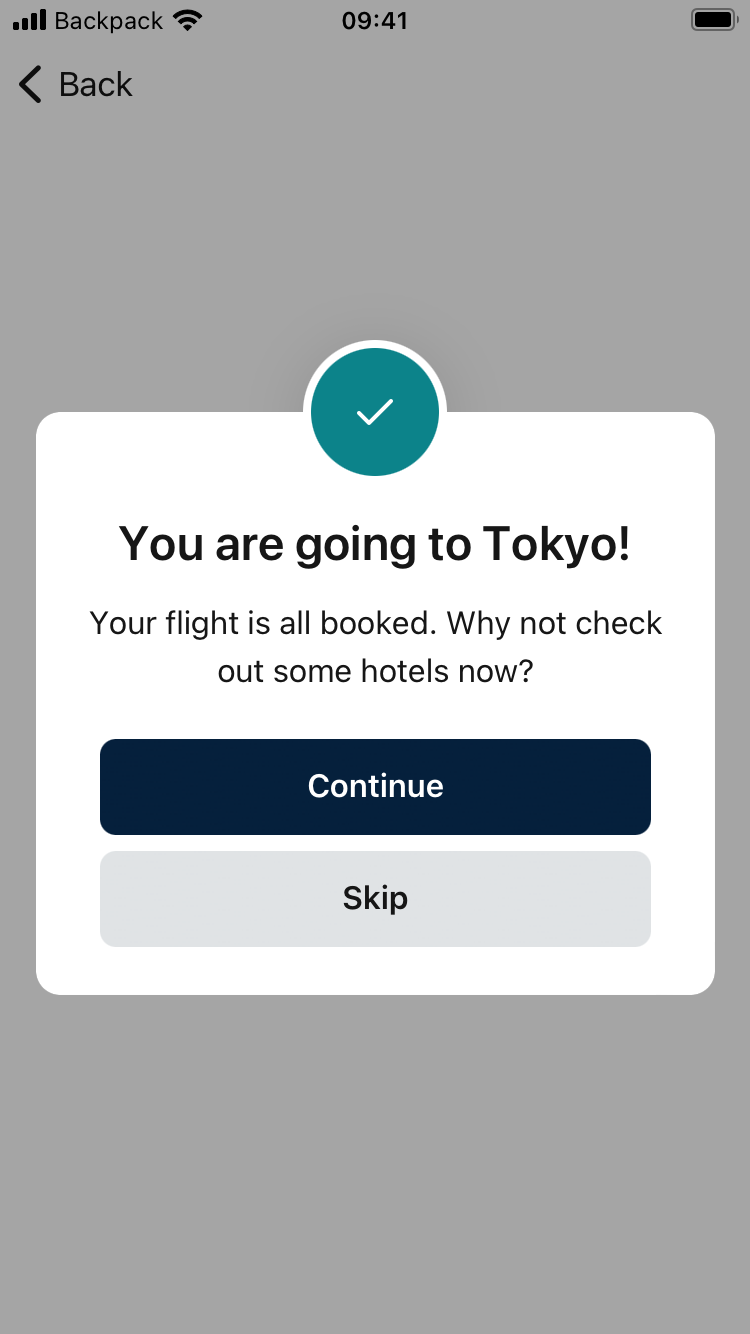 Backpack 09:41
Back
You are going to Tokyo!
Your flight is all booked. Why not check
out some hotels now?
Continue
Skip